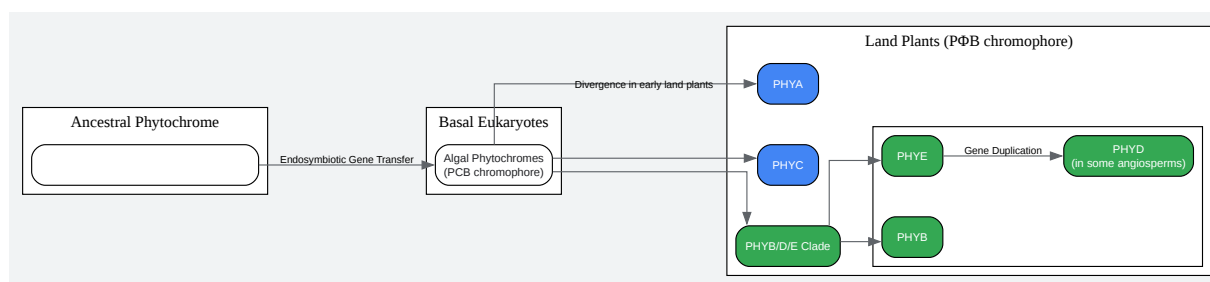 Land Plants (PΦB chromophore)
Divergence in early land plants
PHYA
Ancestral Phytochrome
Basal Eukaryotes
Endosymbiotic Gene Transfer
Algal Phytochromes
(PCB chromophore)
PHYC
PHYE
Gene Duplication
PHYD
(in some angiosperms)
PHYB/D/E Clade
PHYB